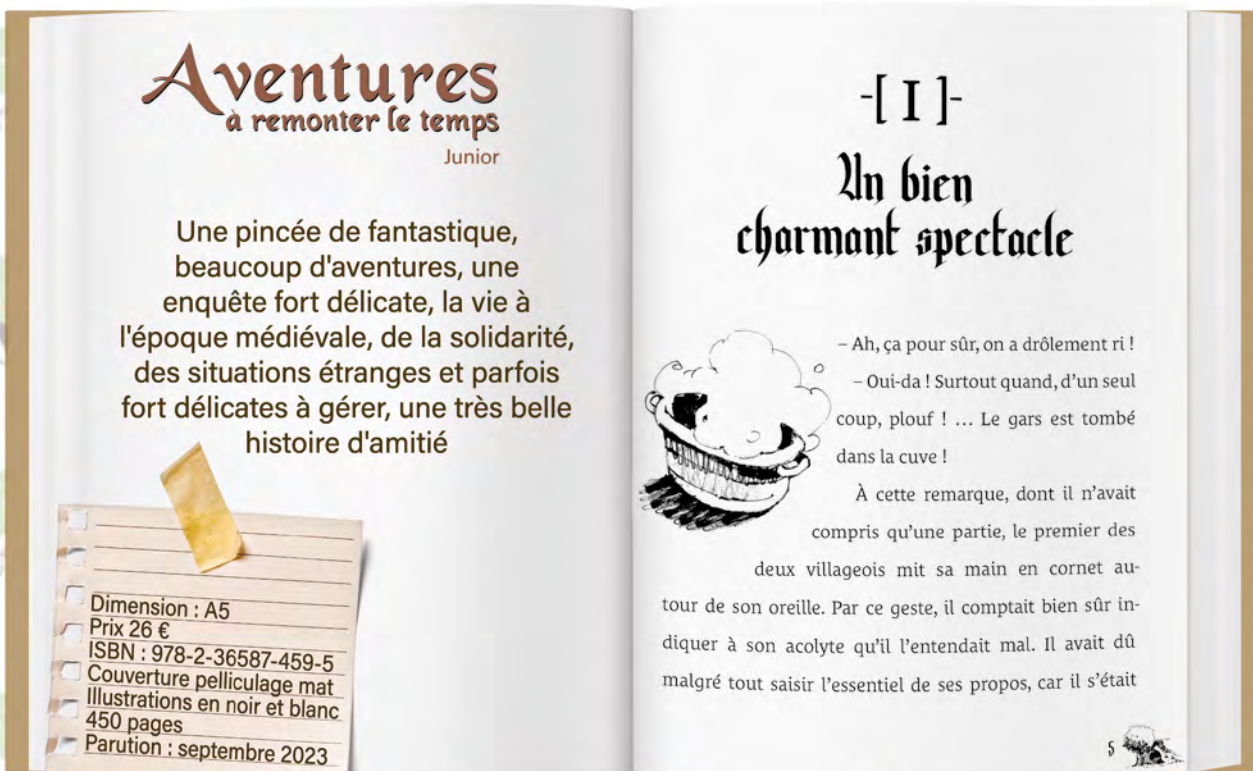 Aventures
à remonter le temps
Junior
Une pincée de fantastique,
beaucoup d'aventures, une
enquête fort délicate, la vie à
l'époque médiévale, de la solidarité,
des situations étranges et parfois
fort délicates à gérer, une très belle
histoire d'amitié
Dimension : A5
Prix 26 €
ISBN : 978-2-36587-459-5
Couverture pelliculage mat
Illustrations en noir et blanc
450 pages
Parution : septembre 2023
-[ I ]-
Un bien
charmant spectacle
– Ah, ça pour sûr, on a drôlement ri !
– Oui-da ! Surtout quand, d'un seul
coup, plouf ! … Le gars est tombé
dans la cuve !
À cette remarque, dont il n'avait
compris qu'une partie, le premier des
deux villageois mit sa main en cornet au-
tour de son oreille. Par ce geste, il comptait bien sûr in-
diquer à son acolyte qu'il l'entendait mal. Il avait dû
malgré tout saisir l'essentiel de ses propos, car il s'était
5